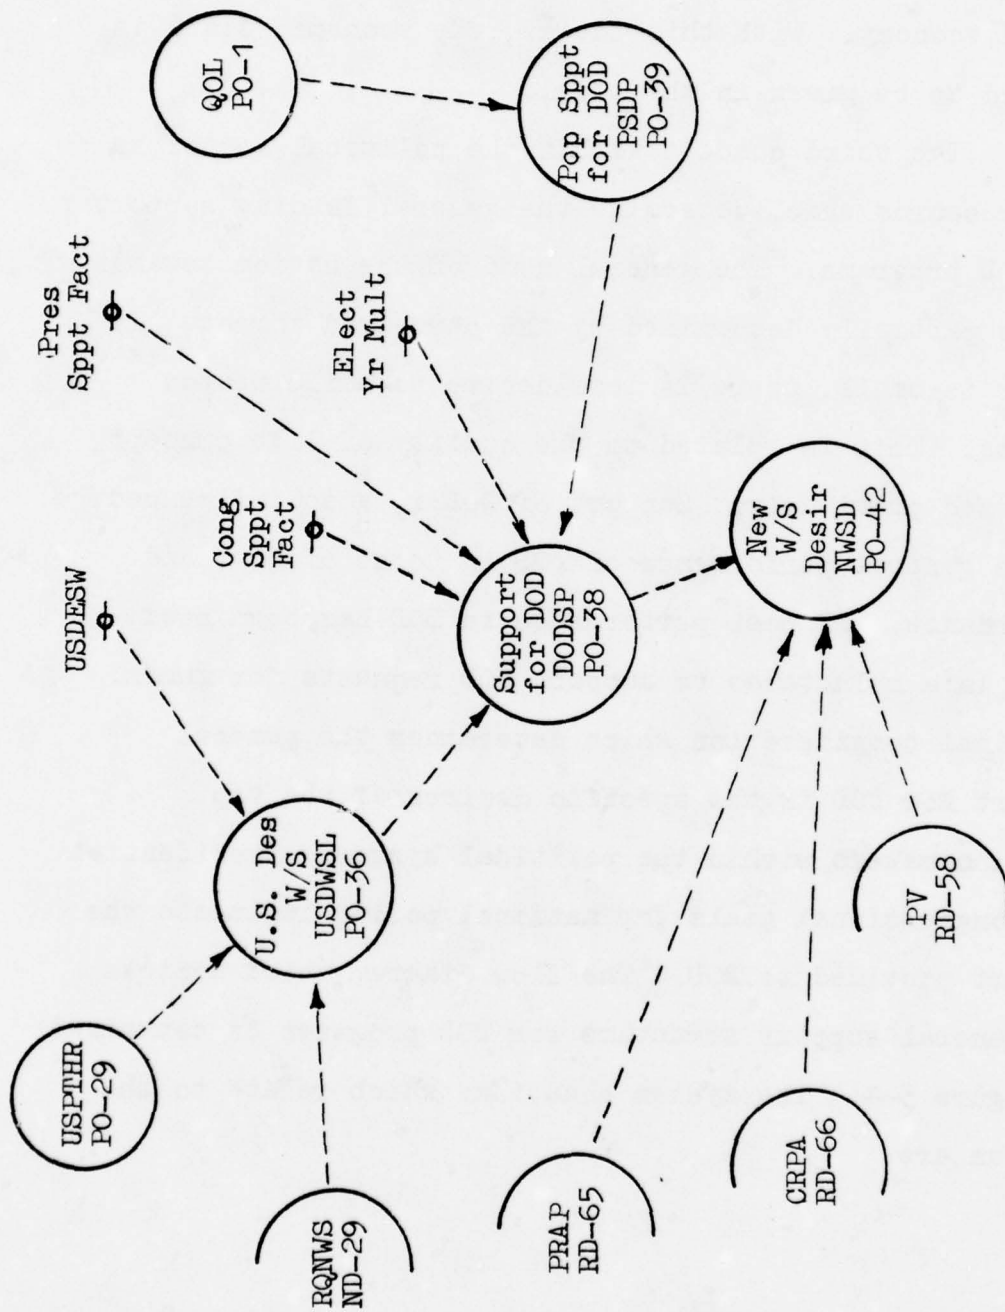 USPTHR
PO-29
USDESW
Pres
Sppt Fact
QOL
PO-1
RQNWS
ND-29
U.S. Des
W/S
USDWSL
PO-36
Cong
Sppt
Fact
Elect
Yr Mult
PRAP
RD-65
Support
for DOD
DODSP
PO-38
Pop Sppt
for DOD
PSDP
PO-39
CRPA
RD-66
New
W/S
Desir
NWSD
PO-42
PV
RD-58